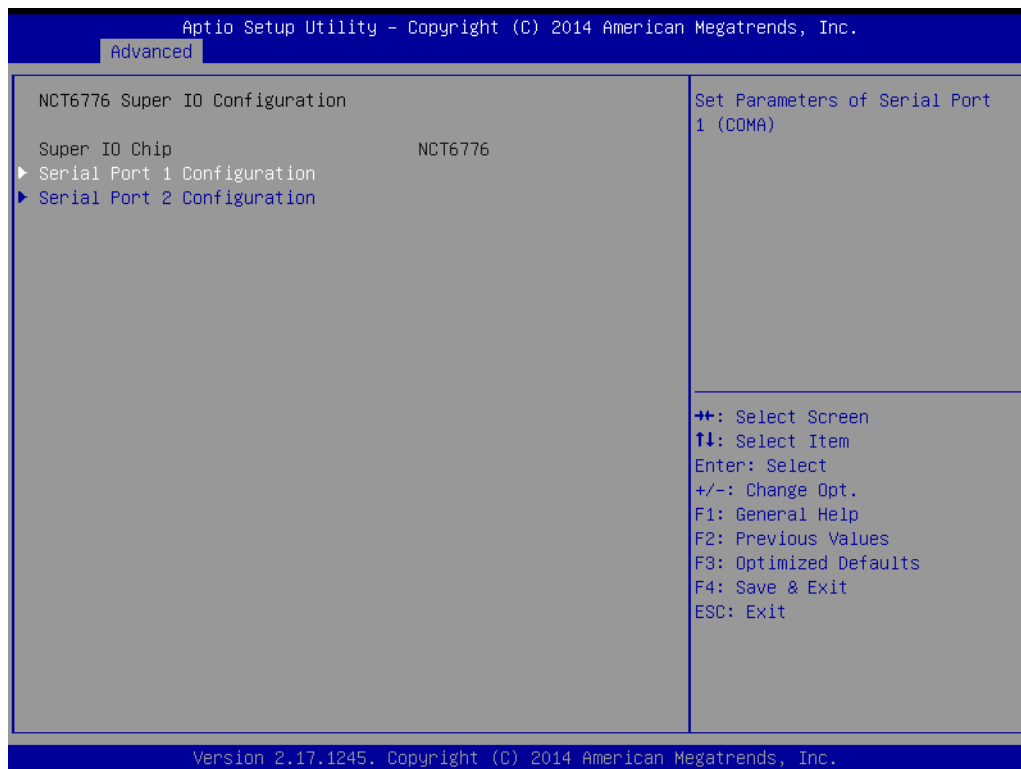 Aptio Setup Utility – Copyright (C) 2014 American Megatrends, Inc.
Advanced
NCT6776 Super IO Configuration
Super IO Chip NCT6776
▶ Serial Port 1 Configuration
▶ Serial Port 2 Configuration
Set Parameters of Serial Port
1 (COMA)
→←: Select Screen
↑↓: Select Item
Enter: Select
+/-: Change Opt.
F1: General Help
F2: Previous Values
F3: Optimized Defaults
F4: Save & Exit
ESC: Exit
Version 2.17.1245. Copyright (C) 2014 American Megatrends, Inc.